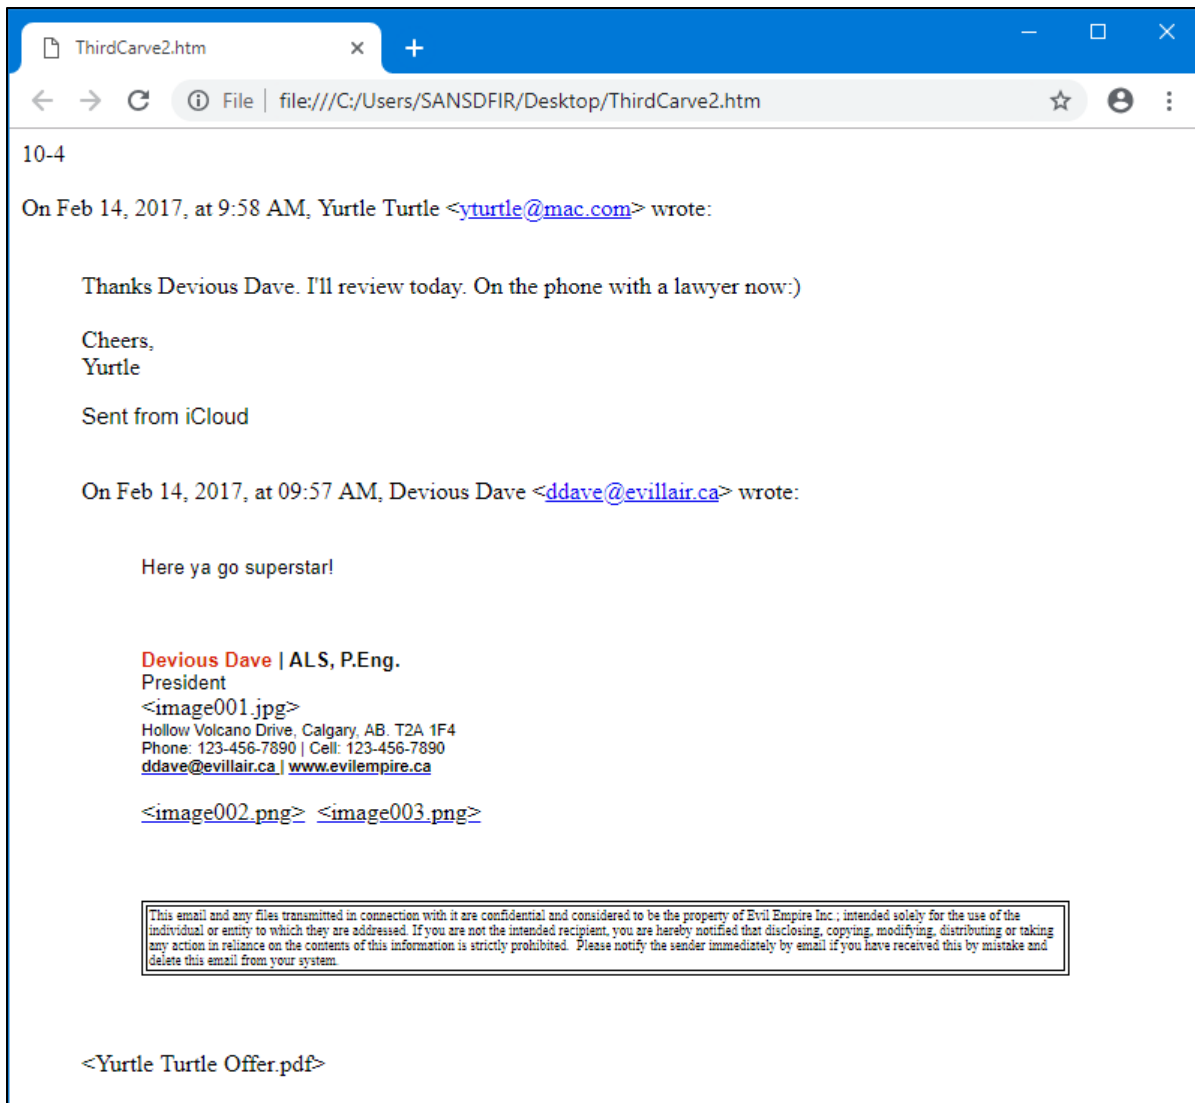 ThirdCarve2.htm
File | file:///C:/Users/SANSDFIR/Desktop/ThirdCarve2.htm
10-4
On Feb 14, 2017, at 9:58 AM, Yurtle Turtle <yturtle@mac.com> wrote:
Thanks Devious Dave. I'll review today. On the phone with a lawyer now:)
Cheers,
Yurtle
Sent from iCloud
On Feb 14, 2017, at 09:57 AM, Devious Dave <ddave@evillair.ca> wrote:
Here ya go superstar!
Devious Dave | ALS, P.Eng.
President
<image001.jpg>
Hollow Volcano Drive, Calgary, AB. T2A 1F4
Phone: 123-456-7890 | Cell: 123-456-7890
ddave@evillair.ca | www.evilempire.ca
<image002.png> <image003.png>
This email and any files transmitted in connection with it are confidential and considered to be the property of Evil Empire Inc.; intended solely for the use of the
individual or entity to which they are addressed. If you are not the intended recipient, you are hereby notified that disclosing, copying, modifying, distributing or taking
any action in reliance on the contents of this information is strictly prohibited. Please notify the sender immediately by email if you have received this by mistake and
delete this email from your system.
<Yurtle Turtle Offer.pdf>